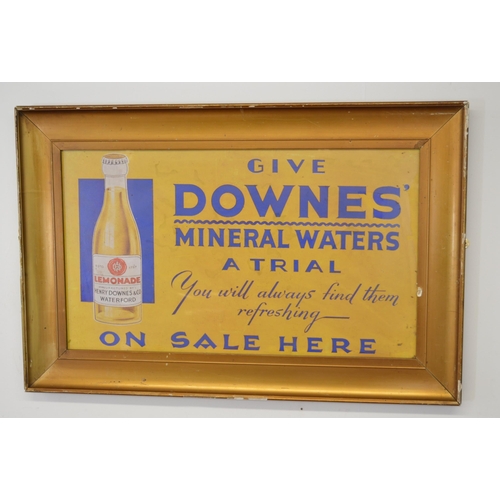 GIVE
DOWNES'
MINERAL WATERS
A TRIAL
You will always find them
refreshing
ON SALE HERE
LEMONADE
HENRY DOWNES & CO
WATERFORD